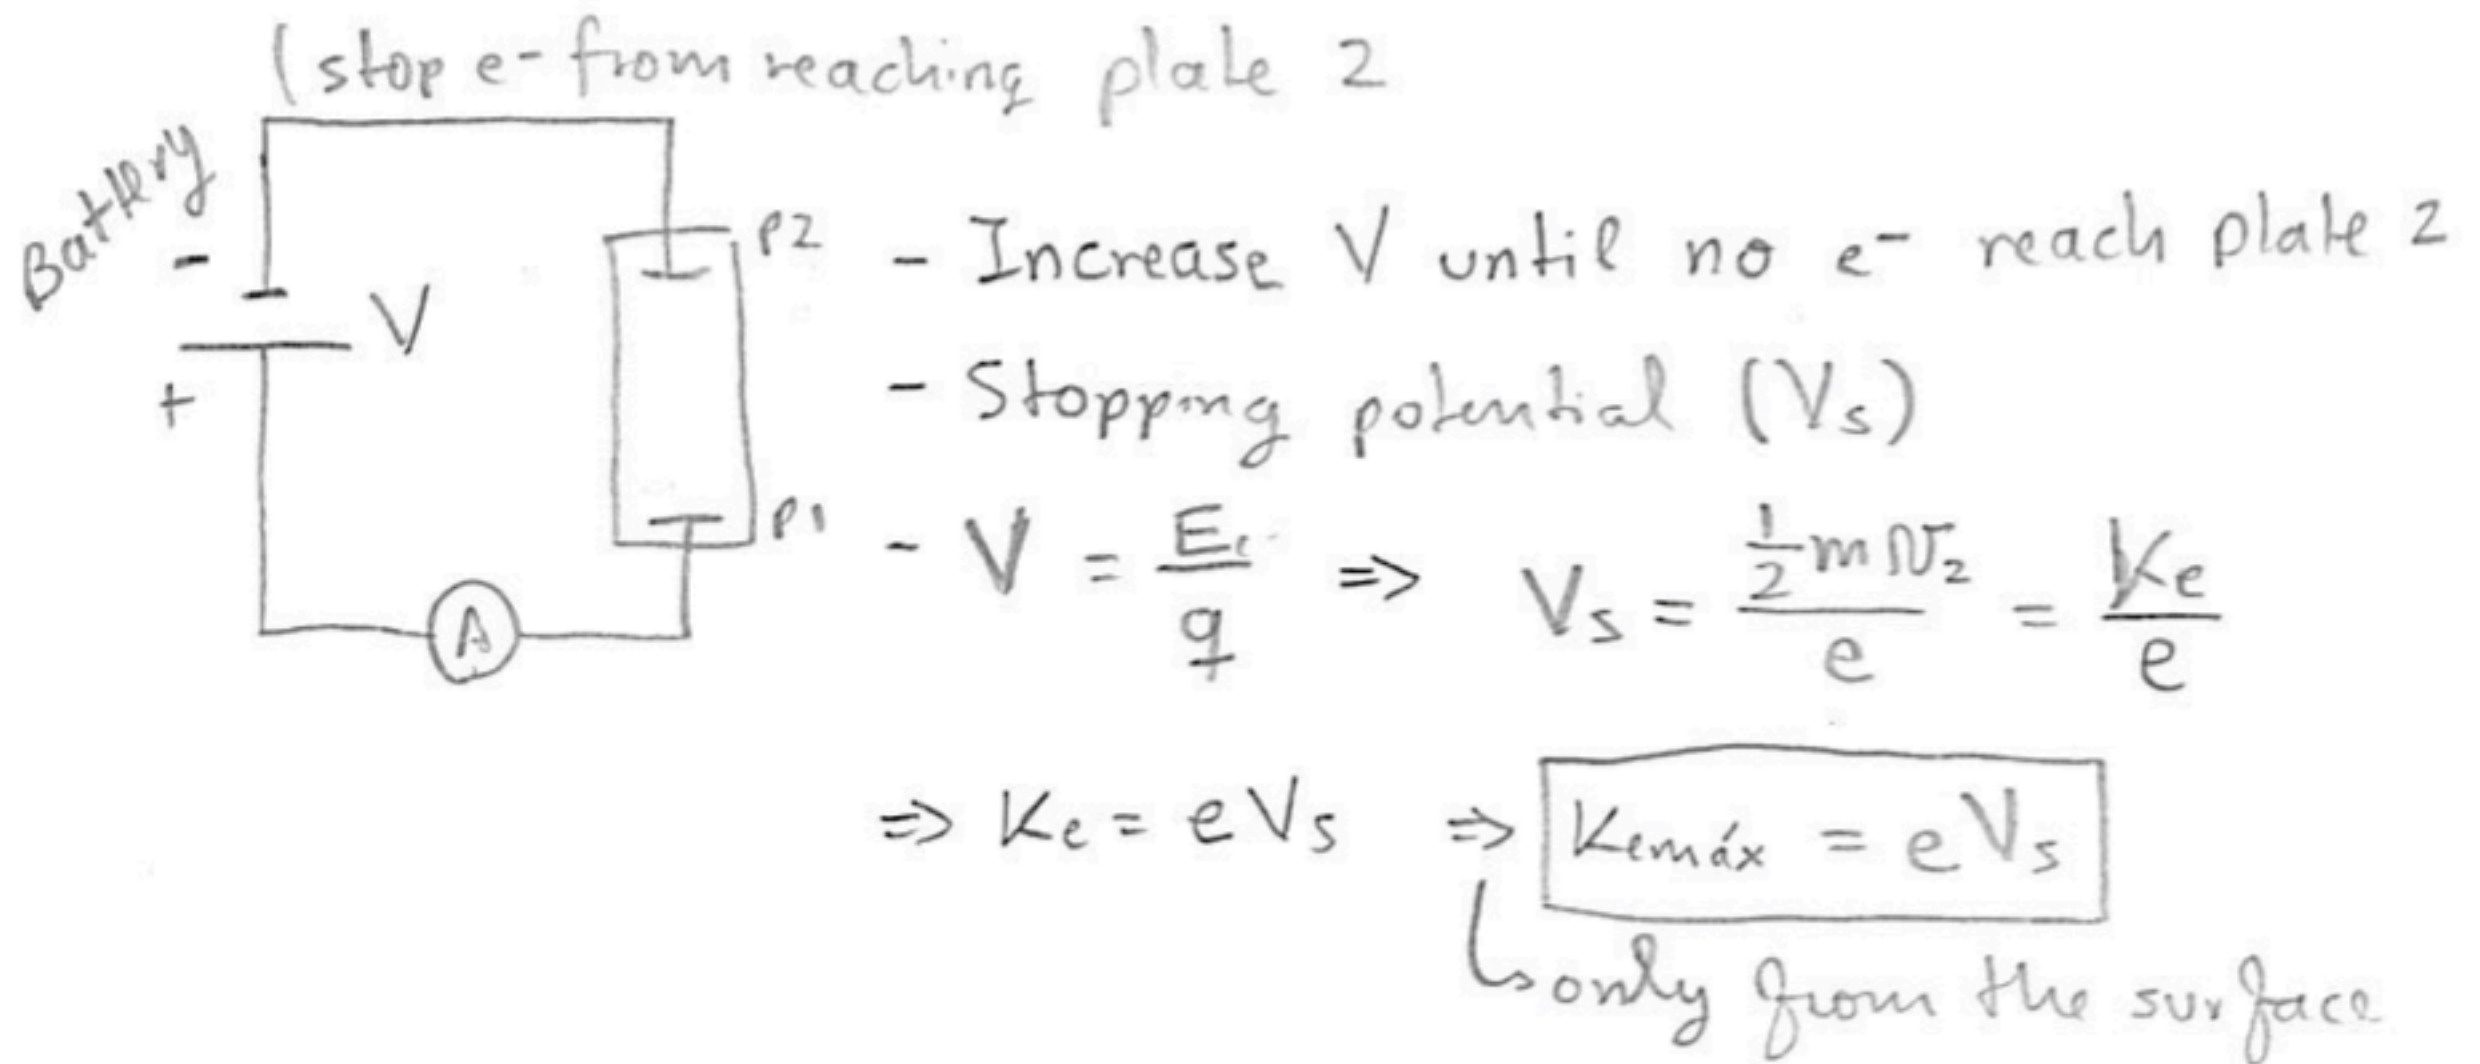 (stop e- from reaching plate 2
Battery
-
V
+
P2
P1
A
- Increase V until no e- reach plate 2
- Stopping potential (Vs)
- V = E/q => Vs = ½mv₂/e = Ke/e
=> Ke = eVs => Kemáx = eVs
↳ only from the surface